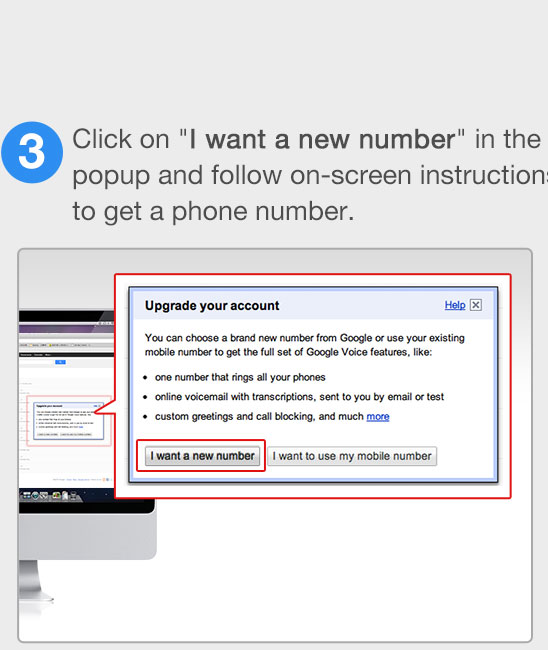 3
Click on "I want a new number" in the
popup and follow on-screen instructions
to get a phone number.
Upgrade your account
Help
You can choose a brand new number from Google or use your existing
mobile number to get the full set of Google Voice features, like:
• one number that rings all your phones
• online voicemail with transcriptions, sent to you by email or test
• custom greetings and call blocking, and much more
I want a new number
I want to use my mobile number